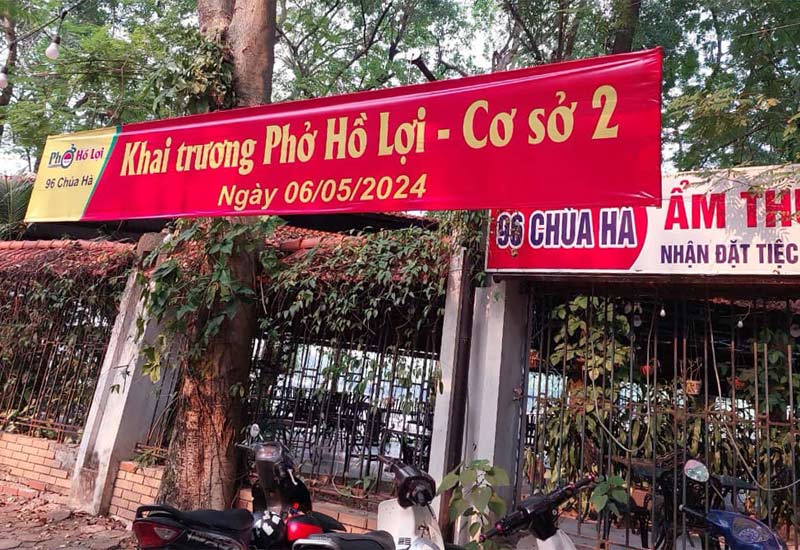 Phở Hồ Lợi
96 Chùa Hà
Khai trương Phở Hồ Lợi - Cơ sở 2
Ngày 06/05/2024
96 CHÙA HÀ
ẨM TH
NHẬN ĐẶT TIỆC